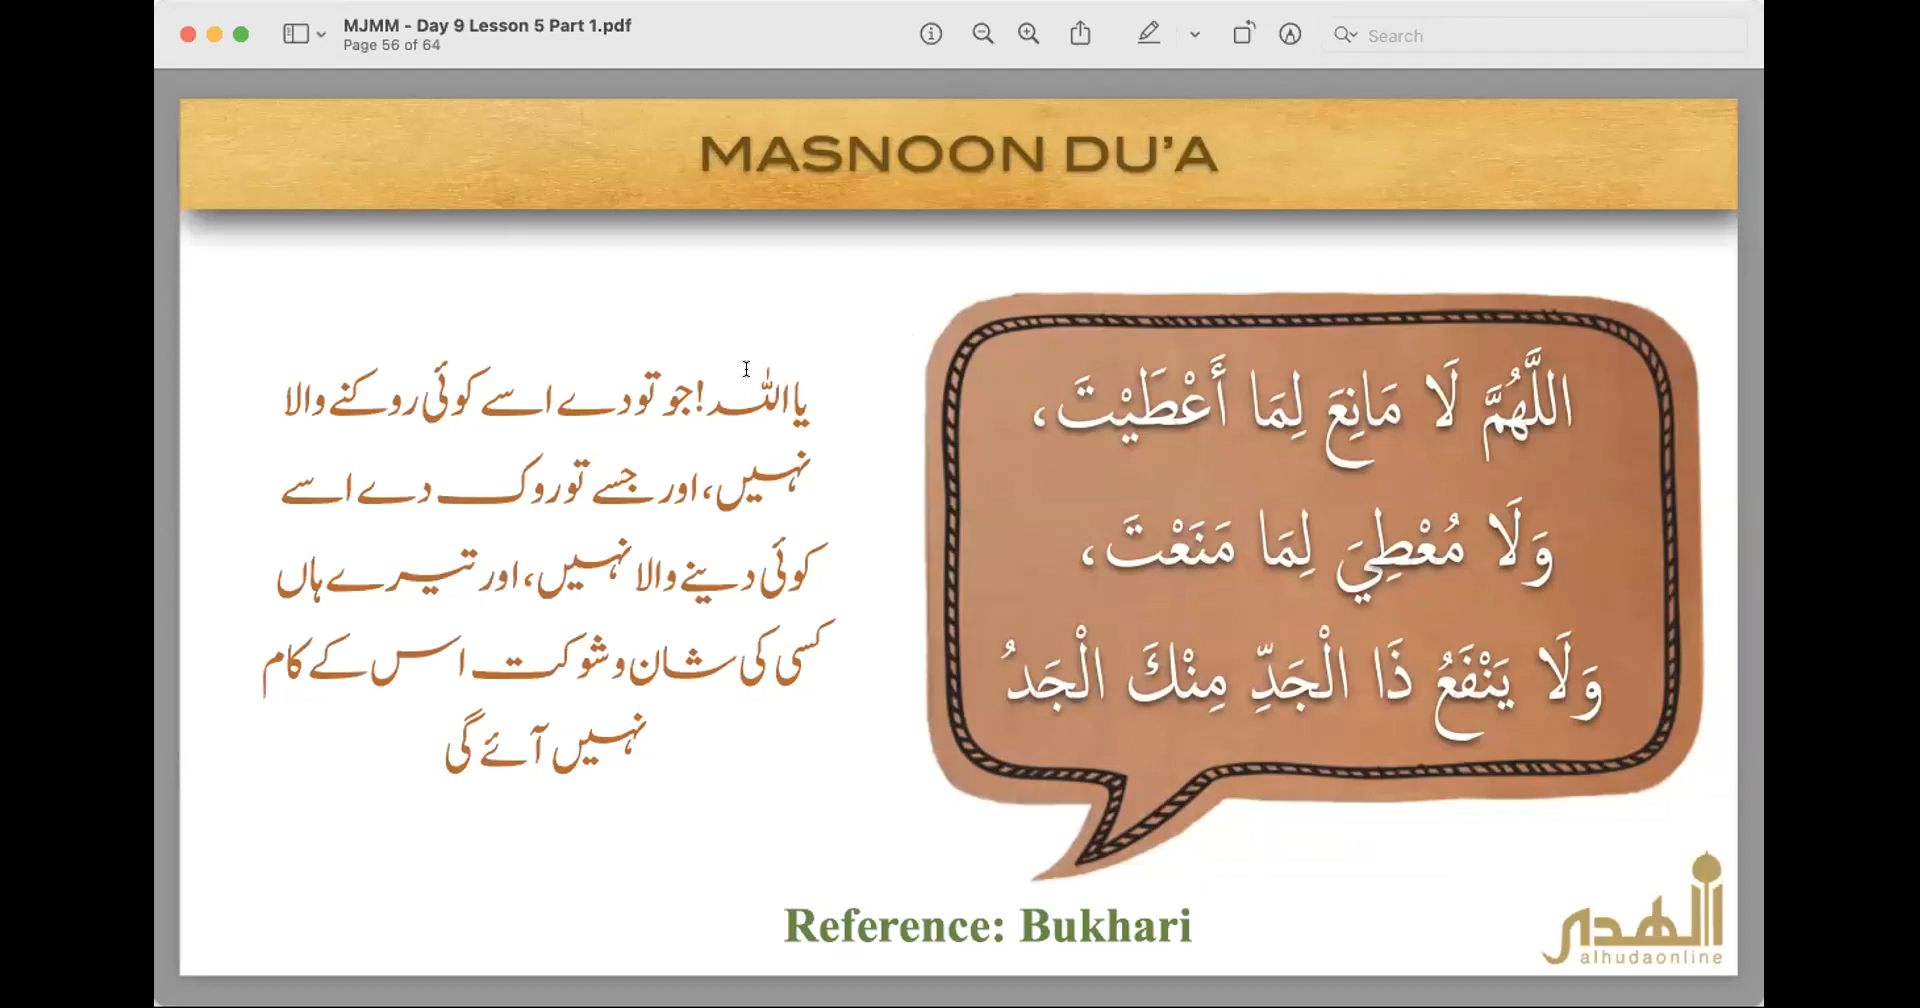 MJMM - Day 9 Lesson 5 Part 1.pdf
Page 56 of 64
Search
MASNOON DU'A
اللَّهُمَّ لَا مَانِعَ لِمَا أَعْطَيْتَ،
وَلَا مُعْطِيَ لِمَا مَنَعْتَ،
وَلَا يَنْفَعُ ذَا الْجَدِّ مِنْكَ الْجَدُ
یا اللہ! جو تو دے اسے کوئی روکنے والا
نہیں، اور جسے تو روک دے اسے
کوئی دینے والا نہیں، اور تیرے ہاں
کسی کی شان و شوکت اس کے کام
نہیں آئے گی
Reference: Bukhari
الهدى
alhudaonline